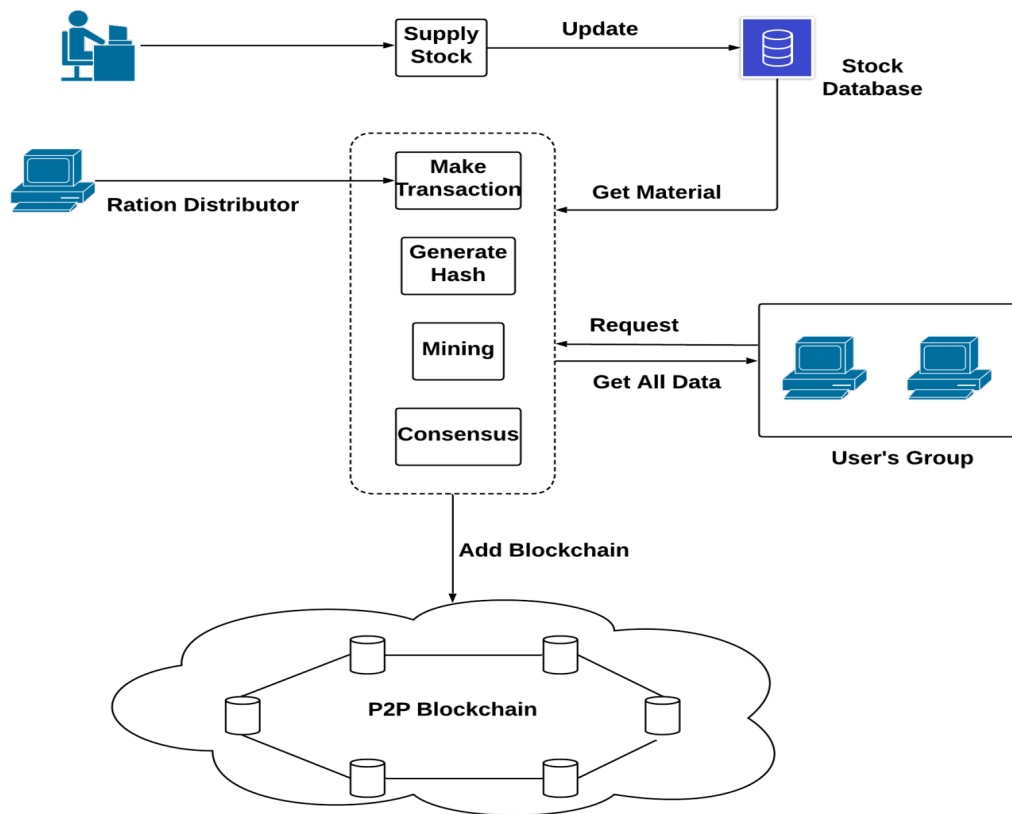 Supply
Stock
Update
Stock
Database
Make
Transaction
Ration Distributor
Get Material
Generate
Hash
Request
Mining
Get All Data
Consensus
User's Group
Add Blockchain
P2P Blockchain